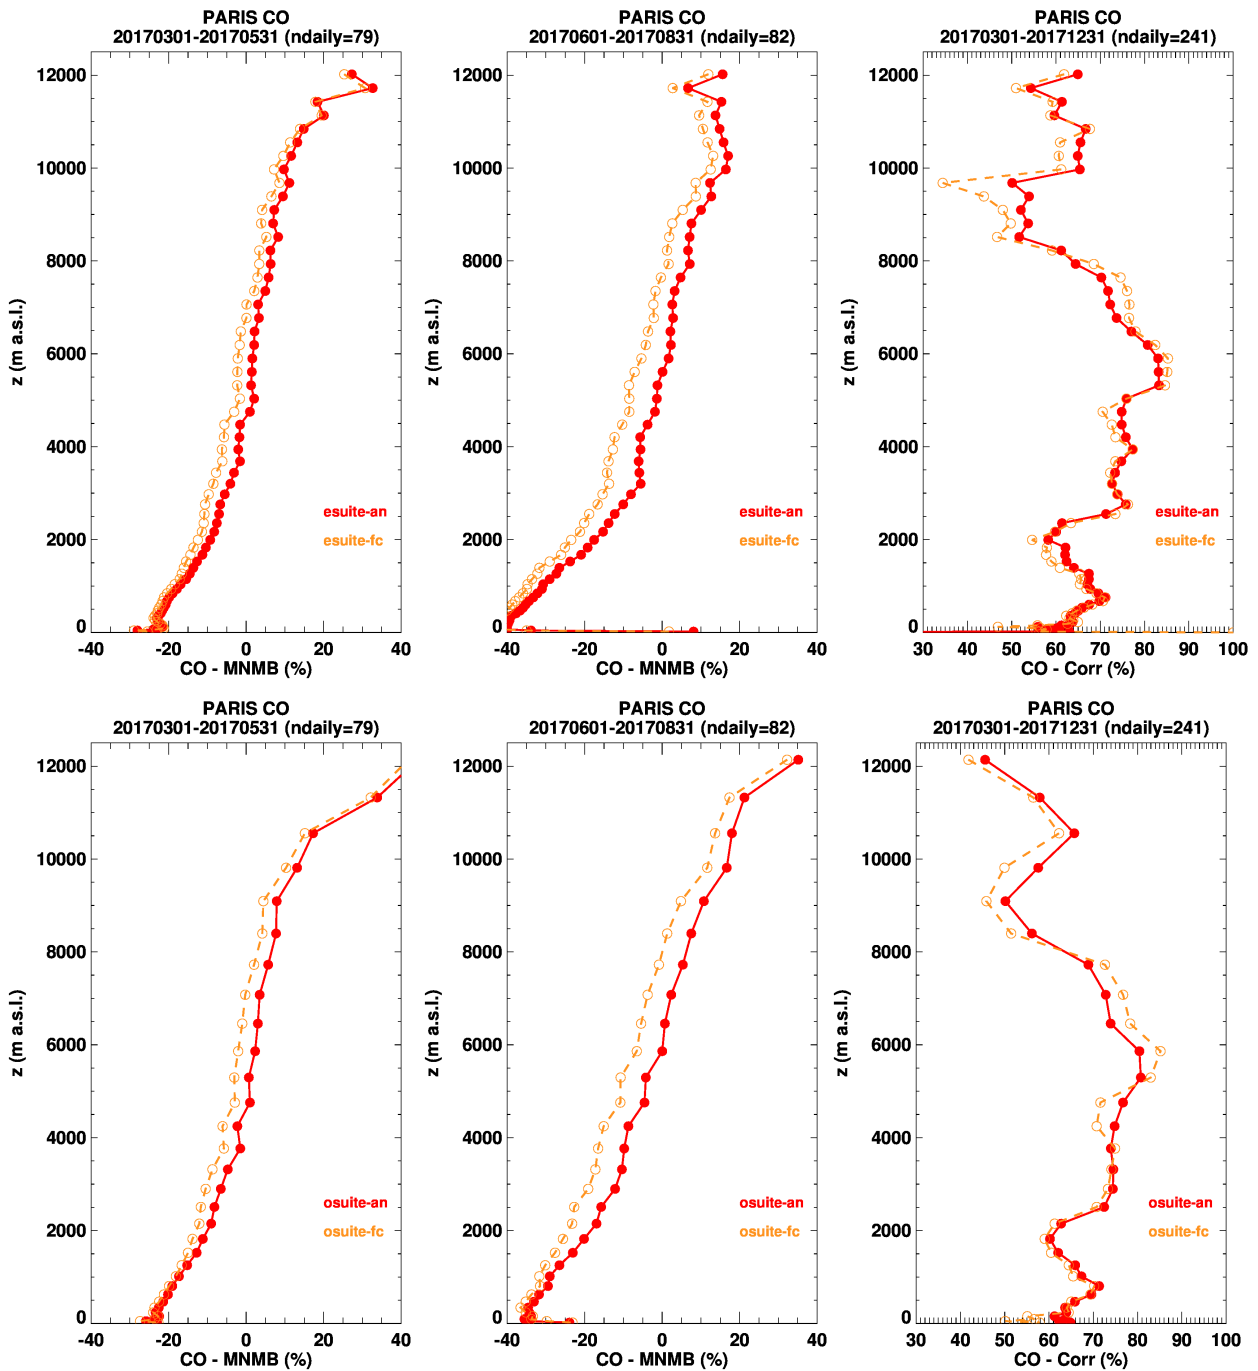 PARIS CO
20170301-20170531 (ndaily=79)
12000
10000
8000
6000
4000
2000
0
z (m a.s.l.)
esuite-an
esuite-fc
-40 -20 0 20 40
CO - MNMB (%)
PARIS CO
20170601-20170831 (ndaily=82)
12000
10000
8000
6000
4000
2000
0
z (m a.s.l.)
esuite-an
esuite-fc
-40 -20 0 20 40
CO - MNMB (%)
PARIS CO
20170301-20171231 (ndaily=241)
12000
10000
8000
6000
4000
2000
0
z (m a.s.l.)
esuite-an
esuite-fc
30 40 50 60 70 80 90 100
CO - Corr (%)
PARIS CO
20170301-20170531 (ndaily=79)
12000
10000
8000
6000
4000
2000
0
z (m a.s.l.)
osuite-an
osuite-fc
-40 -20 0 20 40
CO - MNMB (%)
PARIS CO
20170601-20170831 (ndaily=82)
12000
10000
8000
6000
4000
2000
0
z (m a.s.l.)
osuite-an
osuite-fc
-40 -20 0 20 40
CO - MNMB (%)
PARIS CO
20170301-20171231 (ndaily=241)
12000
10000
8000
6000
4000
2000
0
z (m a.s.l.)
osuite-an
osuite-fc
30 40 50 60 70 80 90 100
CO - Corr (%)